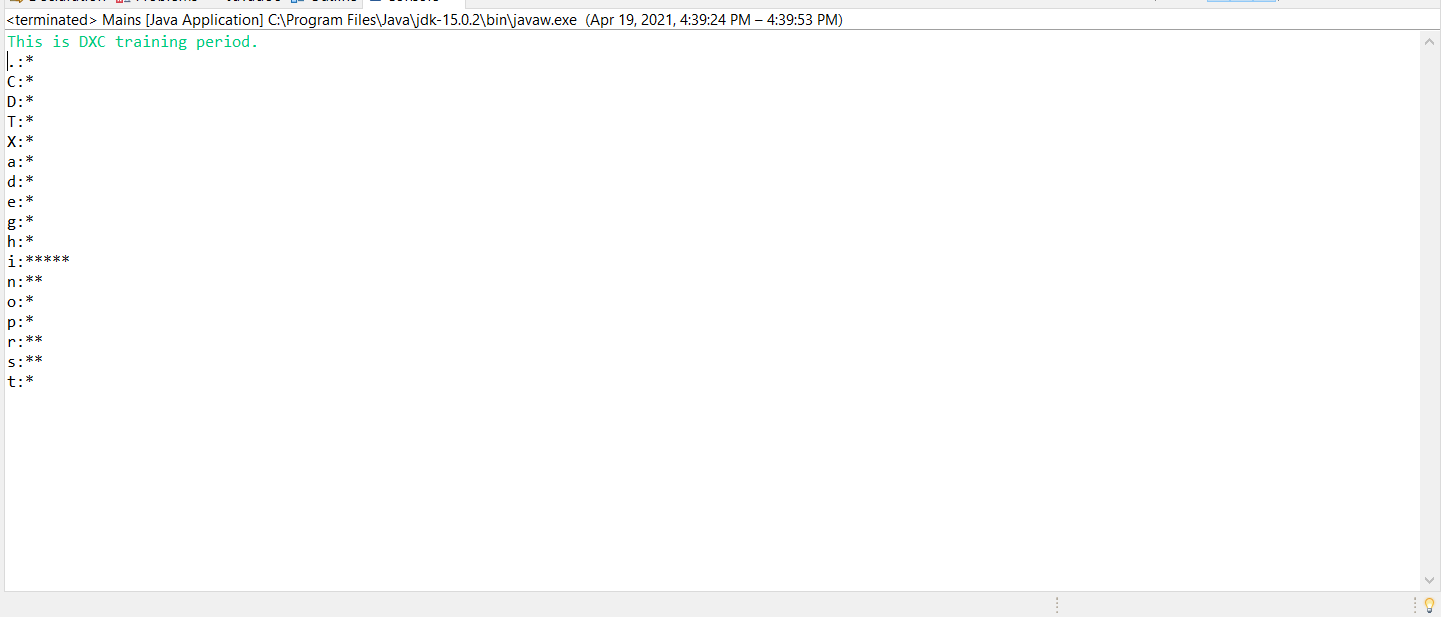 <terminated> Mains [Java Application] C:\Program Files\Java\jdk-15.0.2\bin\javaw.exe (Apr 19, 2021, 4:39:24 PM – 4:39:53 PM)
This is DXC training period.
.:*
C:*
D:*
T:*
X:*
a:*
d:*
e:*
g:*
h:*
i:*****
n:**
o:*
p:*
r:**
s:**
t:*